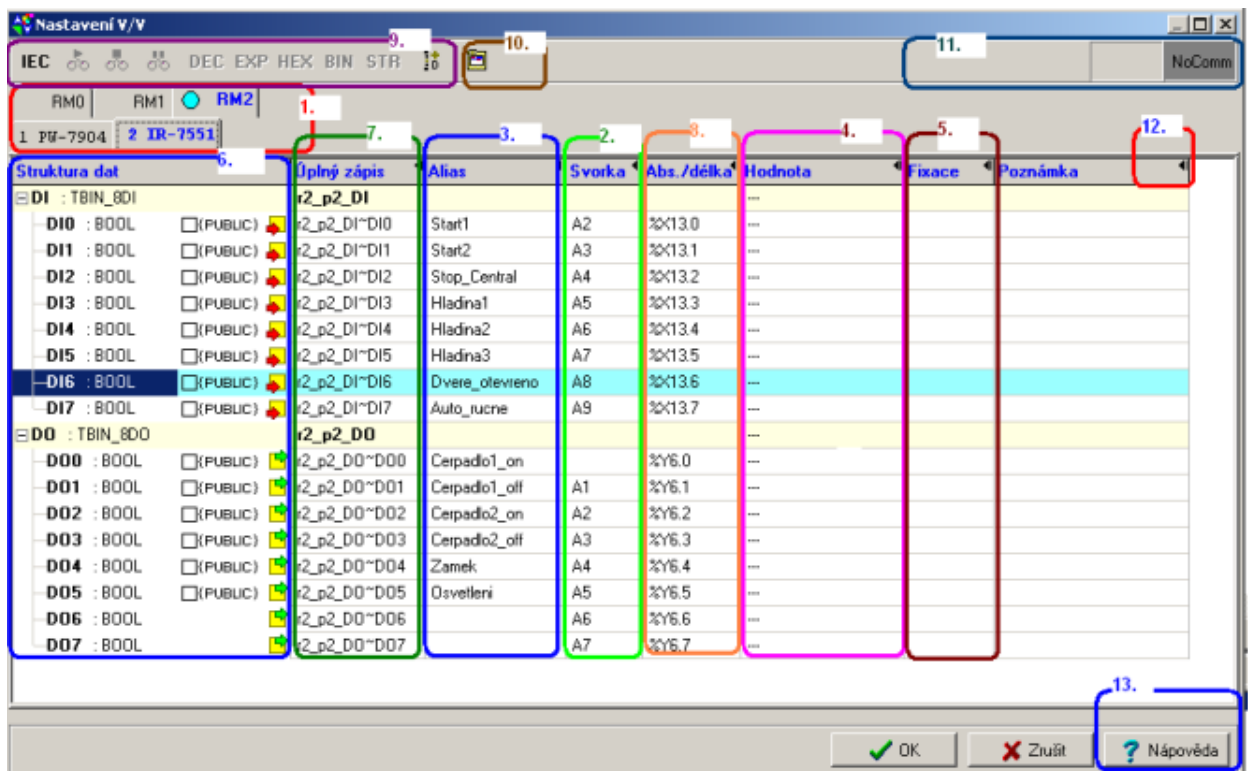 Nastavení V/V
9. 10. 11.
IEC DEC EXP HEX BIN STR NoComm
RM0 RM1 RM2 1.
1 PW-7904 2 IR-7551 7. 3. 2. 8. 4. 5. 12.
6.
Struktura dat Úplný zápis Alias Svorka Abs./délka Hodnota Fixace Poznámka
DI : TBIN_8DI r2_p2_DI ---
DI0 : BOOL {PUBLIC} r2_p2_DI~DI0 Start1 A2 %X13.0 ---
DI1 : BOOL {PUBLIC} r2_p2_DI~DI1 Start2 A3 %X13.1 ---
DI2 : BOOL {PUBLIC} r2_p2_DI~DI2 Stop_Central A4 %X13.2 ---
DI3 : BOOL {PUBLIC} r2_p2_DI~DI3 Hladina1 A5 %X13.3 ---
DI4 : BOOL {PUBLIC} r2_p2_DI~DI4 Hladina2 A6 %X13.4 ---
DI5 : BOOL {PUBLIC} r2_p2_DI~DI5 Hladina3 A7 %X13.5 ---
DI6 : BOOL {PUBLIC} r2_p2_DI~DI6 Dvere_otevreno A8 %X13.6 ---
DI7 : BOOL {PUBLIC} r2_p2_DI~DI7 Auto_rucne A9 %X13.7 ---
DO : TBIN_8DO r2_p2_DO ---
DO0 : BOOL {PUBLIC} r2_p2_DO~DO0 Cerpadlo1_on %Y6.0 ---
DO1 : BOOL {PUBLIC} r2_p2_DO~DO1 Cerpadlo1_off A1 %Y6.1 ---
DO2 : BOOL {PUBLIC} r2_p2_DO~DO2 Cerpadlo2_on A2 %Y6.2 ---
DO3 : BOOL {PUBLIC} r2_p2_DO~DO3 Cerpadlo2_off A3 %Y6.3 ---
DO4 : BOOL {PUBLIC} r2_p2_DO~DO4 Zamek A4 %Y6.4 ---
DO5 : BOOL {PUBLIC} r2_p2_DO~DO5 Osvetleni A5 %Y6.5 ---
DO6 : BOOL r2_p2_DO~DO6 A6 %Y6.6 ---
DO7 : BOOL r2_p2_DO~DO7 A7 %Y6.7 ---
13.
OK Zrušit Nápověda